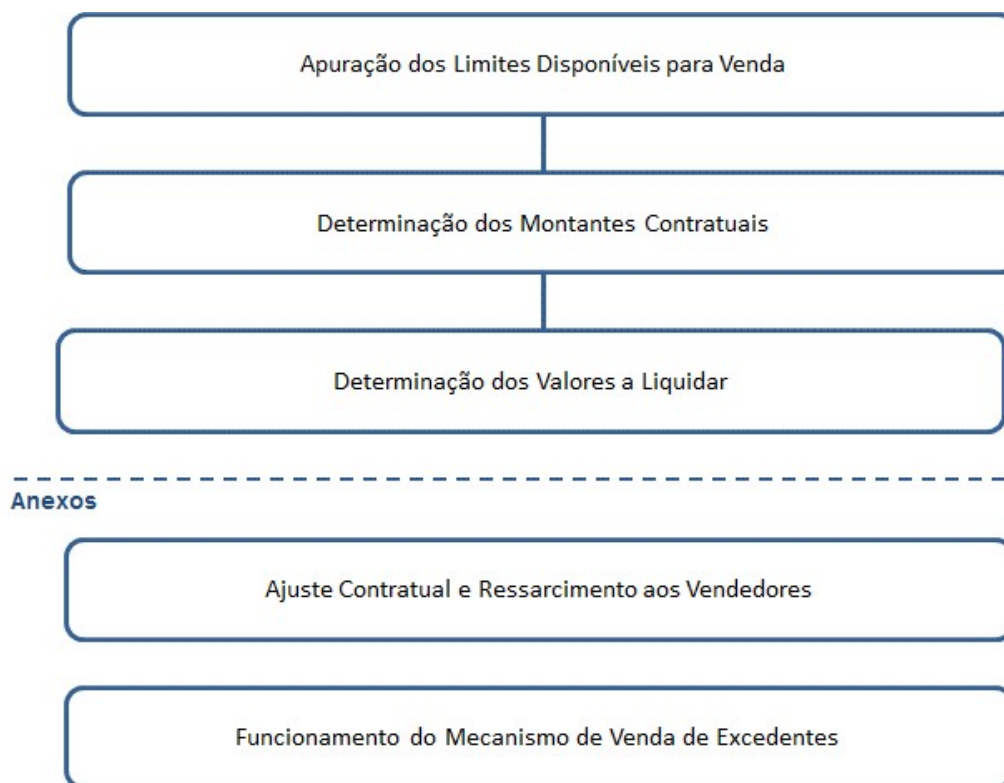 Apuração dos Limites Disponíveis para Venda
Determinação dos Montantes Contratuais
Determinação dos Valores a Liquidar
Anexos
Ajuste Contratual e Ressarcimento aos Vendedores
Funcionamento do Mecanismo de Venda de Excedentes